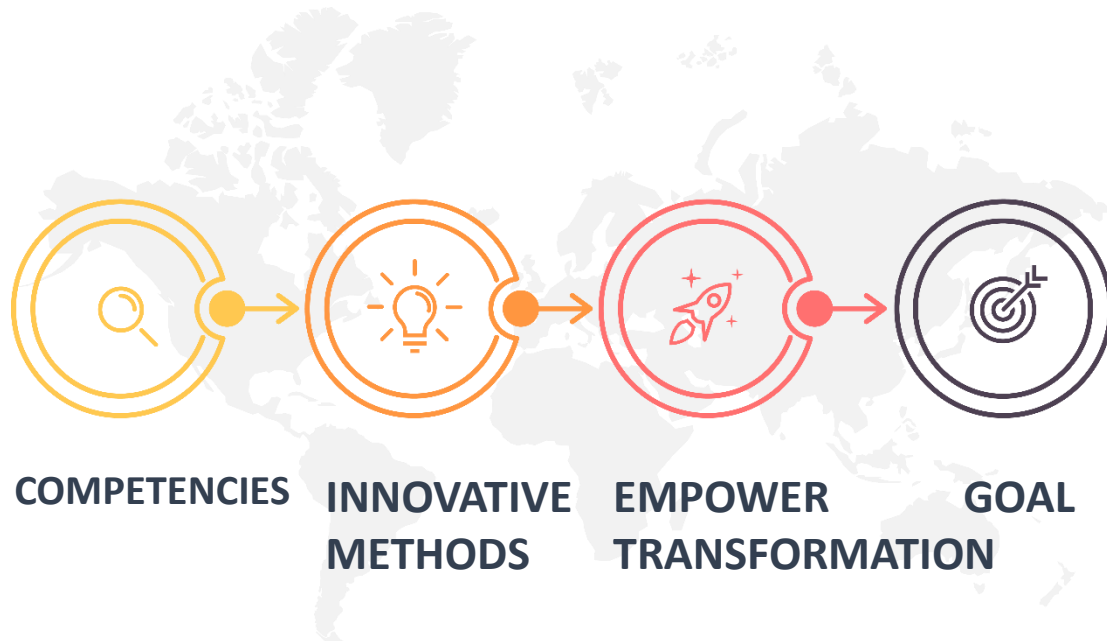 COMPETENCIES
INNOVATIVE
METHODS
EMPOWER
TRANSFORMATION
GOAL